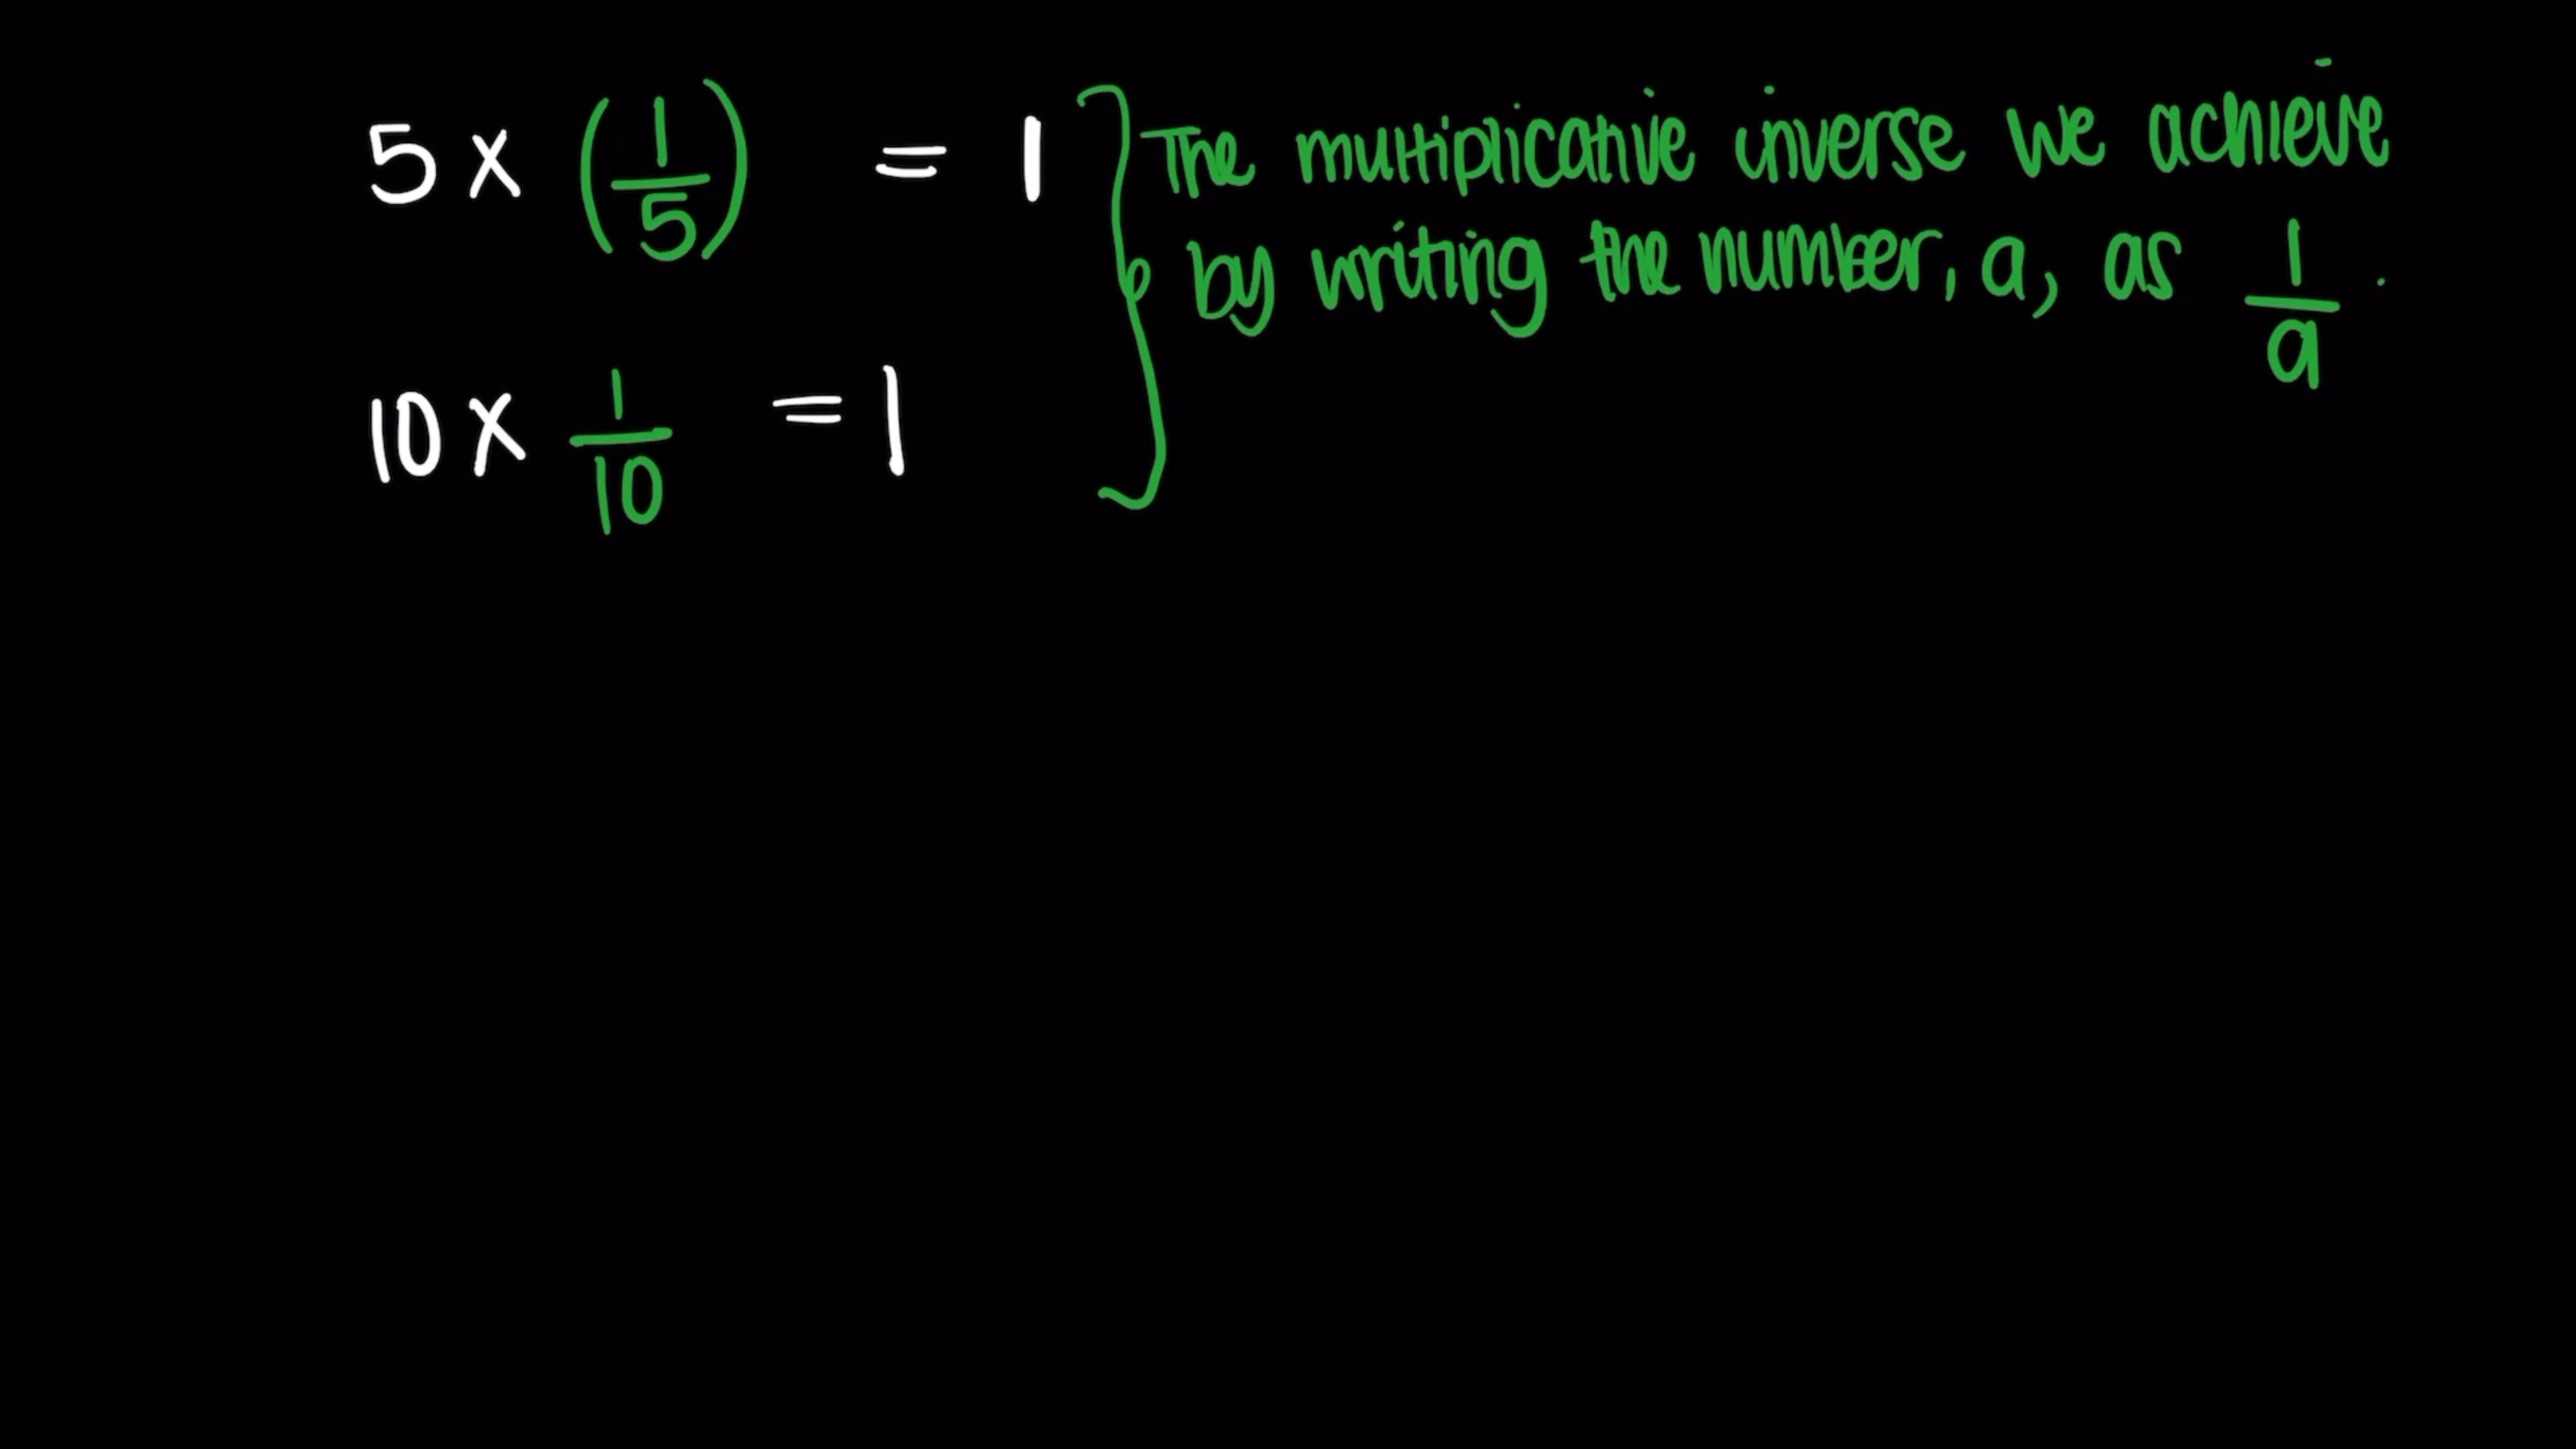 5 × (1/5) = 1
The multiplicative inverse we achieve
by writing the number, a, as 1/a.
10 × 1/10 = 1